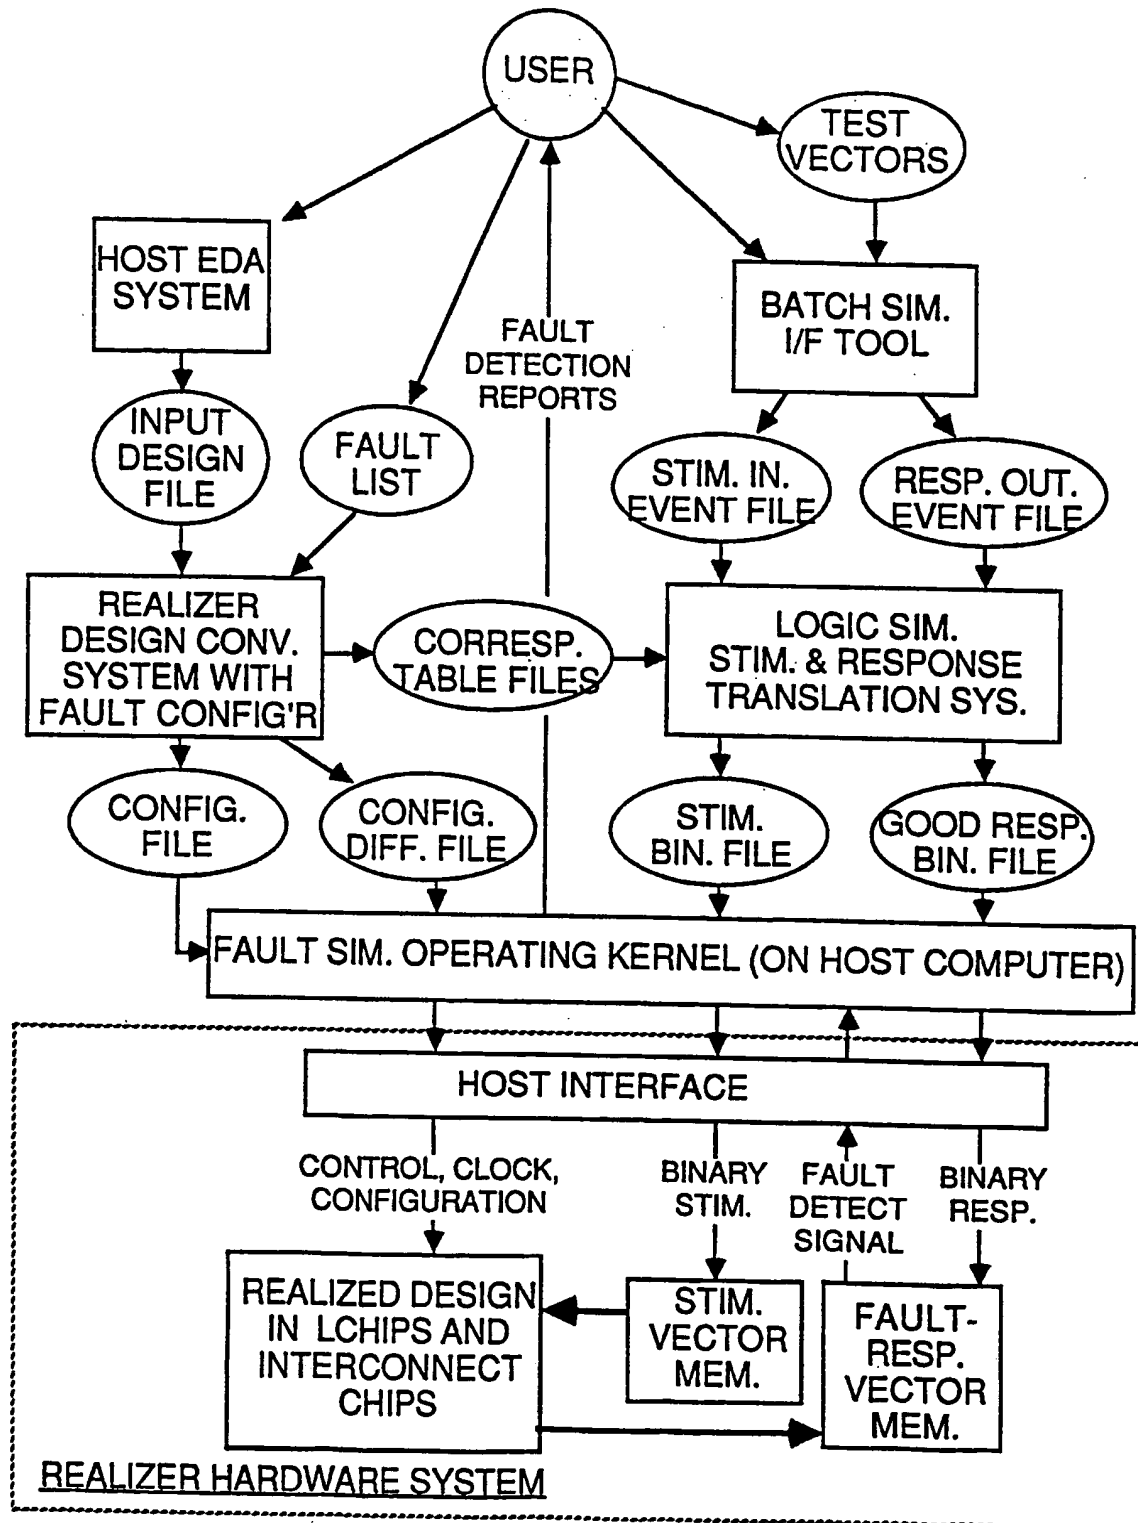 USER
TEST
VECTORS
HOST EDA
SYSTEM
BATCH SIM.
I/F TOOL
FAULT
DETECTION
REPORTS
INPUT
DESIGN
FILE
FAULT
LIST
STIM. IN.
EVENT FILE
RESP. OUT.
EVENT FILE
REALIZER
DESIGN CONV.
SYSTEM WITH
FAULT CONFIG'R
CORRESP.
TABLE FILES
LOGIC SIM.
STIM. & RESPONSE
TRANSLATION SYS.
CONFIG.
FILE
CONFIG.
DIFF. FILE
STIM.
BIN. FILE
GOOD RESP.
BIN. FILE
FAULT SIM. OPERATING KERNEL (ON HOST COMPUTER)
HOST INTERFACE
CONTROL, CLOCK,
CONFIGURATION
BINARY
STIM.
FAULT
DETECT
SIGNAL
BINARY
RESP.
REALIZED DESIGN
IN LCHIPS AND
INTERCONNECT
CHIPS
STIM.
VECTOR
MEM.
FAULT-
RESP.
VECTOR
MEM.
REALIZER HARDWARE SYSTEM